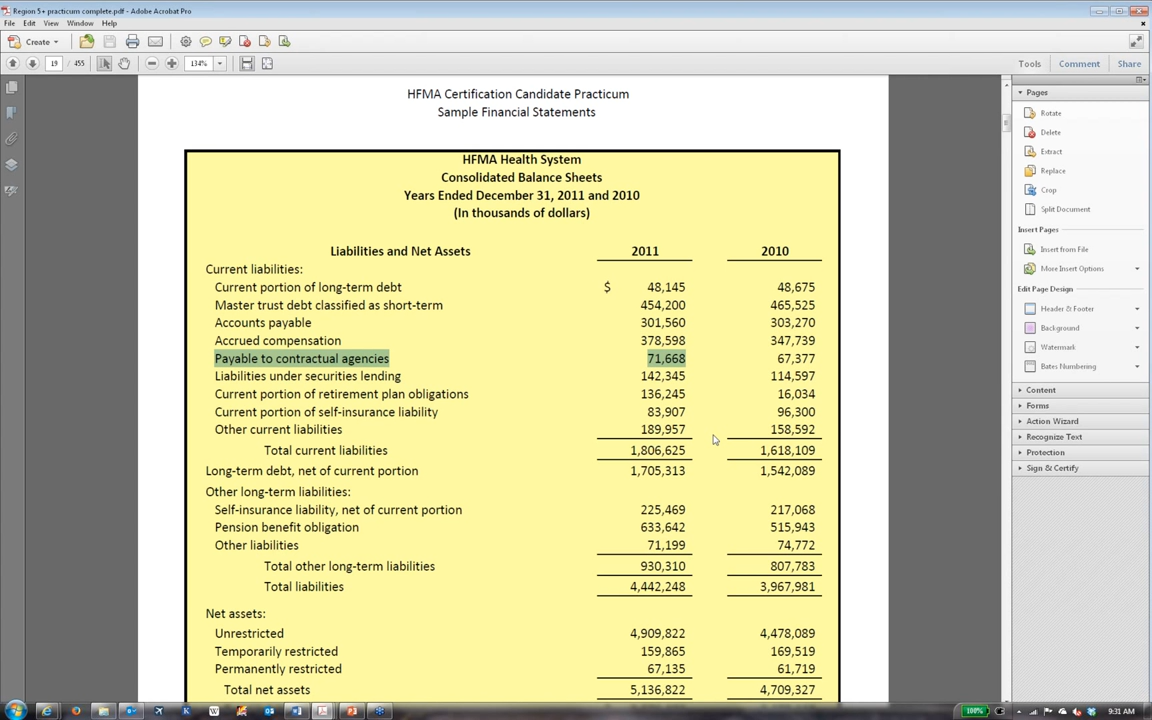 Region 5+ practicum complete.pdf - Adobe Acrobat Pro
File Edit View Window Help
Create
19 / 455 134% Tools Comment Share
HFMA Certification Candidate Practicum
Sample Financial Statements
HFMA Health System
Consolidated Balance Sheets
Years Ended December 31, 2011 and 2010
(In thousands of dollars)
Liabilities and Net Assets 2011 2010
Current liabilities:
Current portion of long-term debt $ 48,145 48,675
Master trust debt classified as short-term 454,200 465,525
Accounts payable 301,560 303,270
Accrued compensation 378,598 347,739
Payable to contractual agencies 71,668 67,377
Liabilities under securities lending 142,345 114,597
Current portion of retirement plan obligations 136,245 16,034
Current portion of self-insurance liability 83,907 96,300
Other current liabilities 189,957 158,592
Total current liabilities 1,806,625 1,618,109
Long-term debt, net of current portion 1,705,313 1,542,089
Other long-term liabilities:
Self-insurance liability, net of current portion 225,469 217,068
Pension benefit obligation 633,642 515,943
Other liabilities 71,199 74,772
Total other long-term liabilities 930,310 807,783
Total liabilities 4,442,248 3,967,981
Net assets:
Unrestricted 4,909,822 4,478,089
Temporarily restricted 159,865 169,519
Permanently restricted 67,135 61,719
Total net assets 5,136,822 4,709,327
Pages
Rotate
Delete
Extract
Replace
Crop
Split Document
Insert Pages
Insert from File
More Insert Options
Edit Page Design
Header & Footer
Background
Watermark
Bates Numbering
Content
Forms
Action Wizard
Recognize Text
Protection
Sign & Certify
100% 9:31 AM